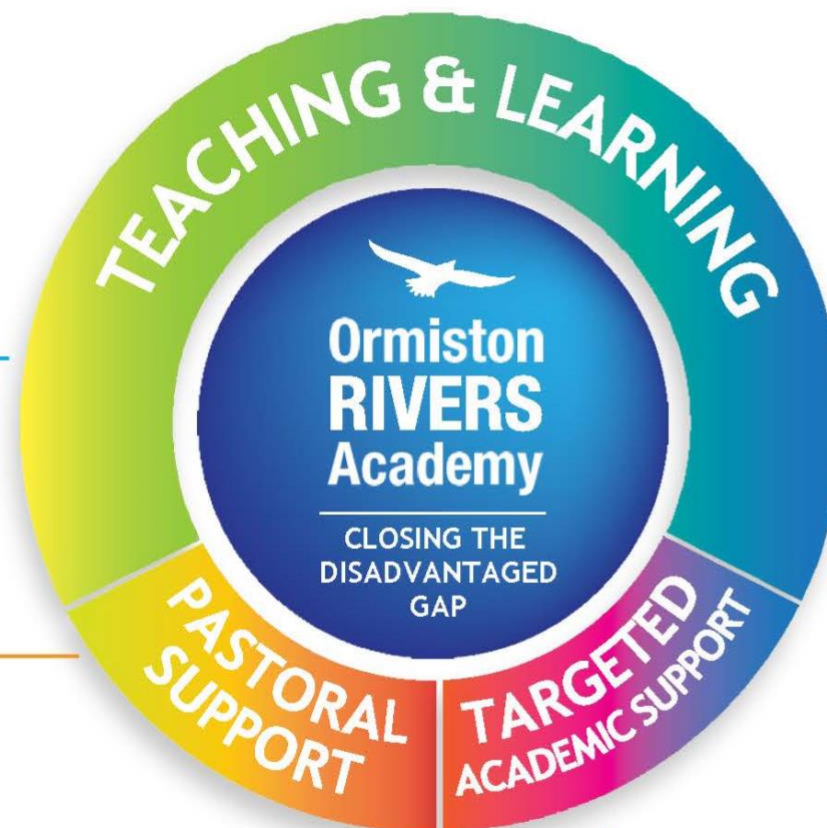 TEACHING & LEARNING
Ormiston
RIVERS
Academy
CLOSING THE
DISADVANTAGED
GAP
PASTORAL
SUPPORT
TARGETED
ACADEMIC SUPPORT